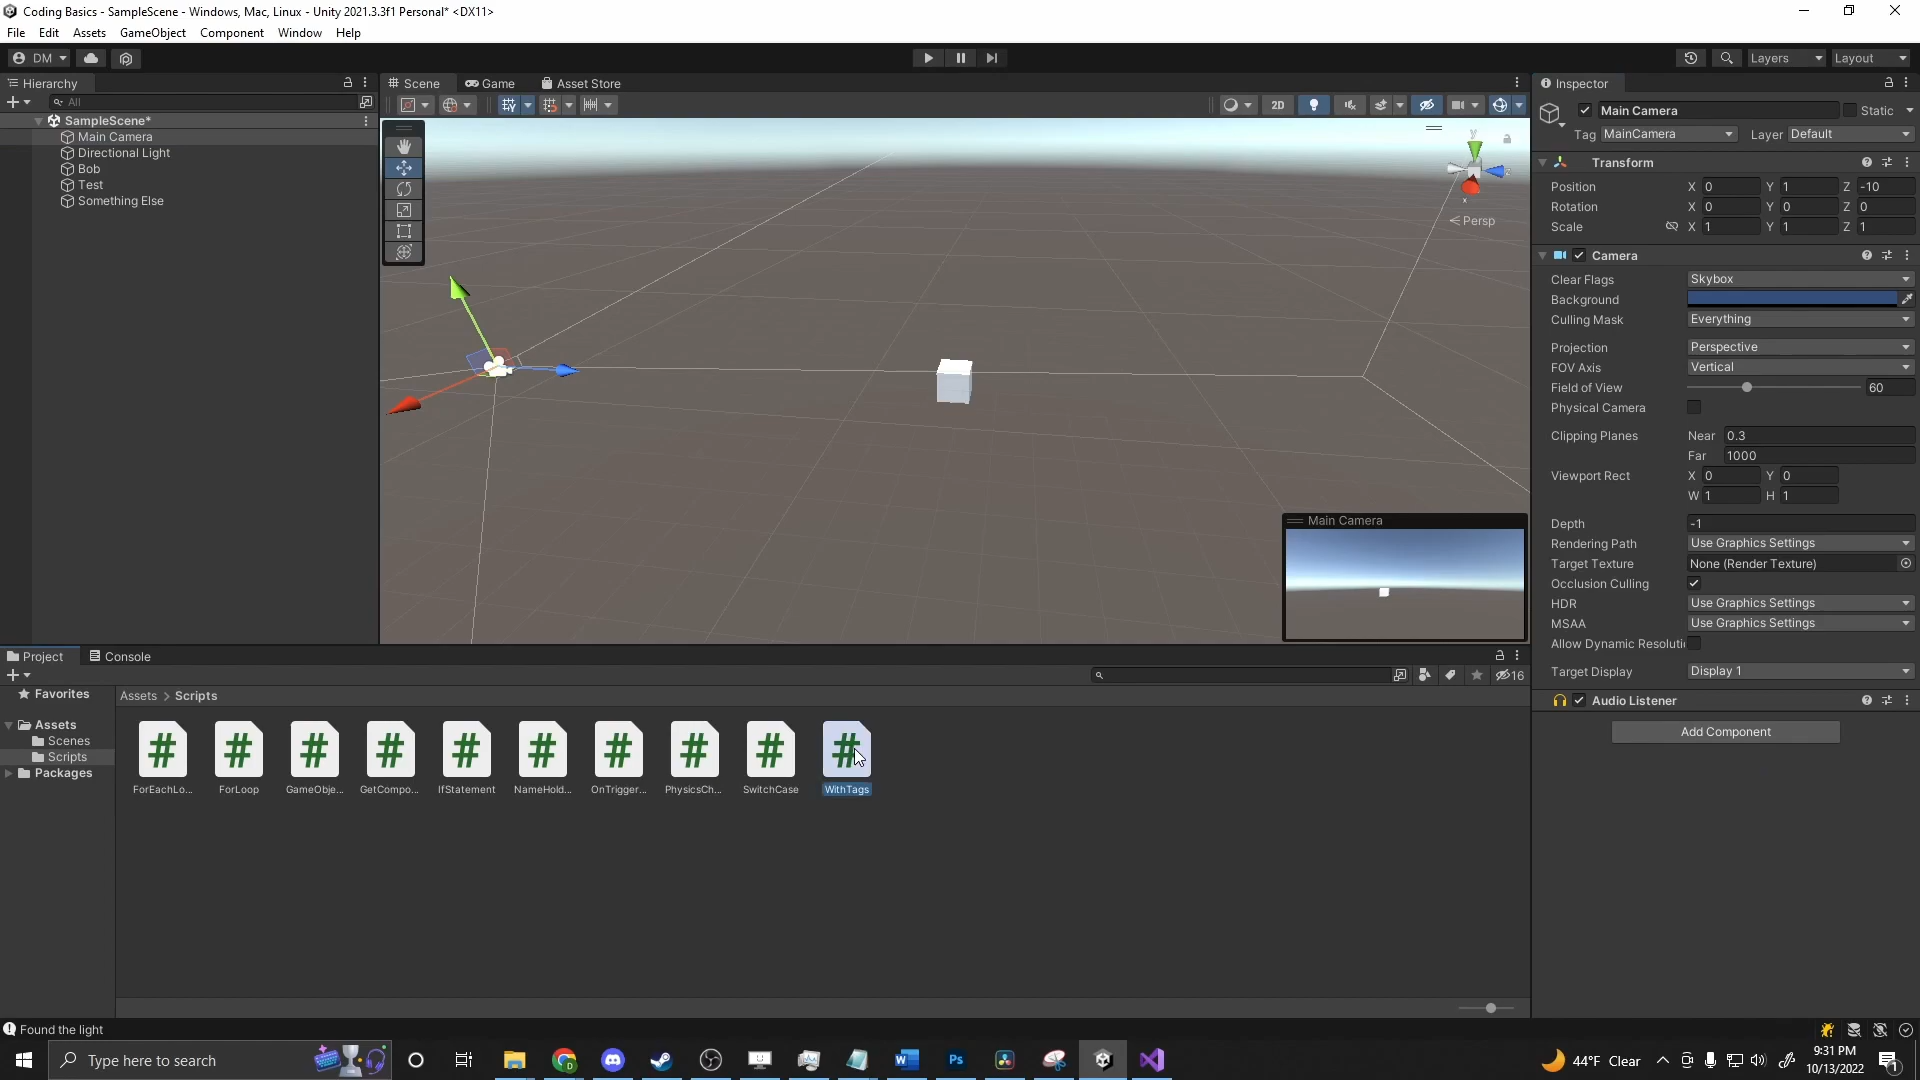 Coding Basics - SampleScene - Windows, Mac, Linux - Unity 2021.3.3f1 Personal* <DX11>
File Edit Assets GameObject Component Window Help
DM Layers Layout
Hierarchy
All
SampleScene*
Main Camera
Directional Light
Bob
Test
Something Else
Scene Game Asset Store
2D
y
z
x
Persp
Main Camera
Inspector
Main Camera Static
Tag MainCamera Layer Default
Transform
Position X 0 Y 1 Z -10
Rotation X 0 Y 0 Z 0
Scale X 1 Y 1 Z 1
Camera
Clear Flags Skybox
Background
Culling Mask Everything
Projection Perspective
FOV Axis Vertical
Field of View 60
Physical Camera
Clipping Planes Near 0.3
Far 1000
Viewport Rect X 0 Y 0
W 1 H 1
Depth -1
Rendering Path Use Graphics Settings
Target Texture None (Render Texture)
Occlusion Culling
HDR Use Graphics Settings
MSAA Use Graphics Settings
Allow Dynamic Resoluti
Target Display Display 1
Audio Listener
Add Component
Project Console
16
Favorites
Assets
Scenes
Scripts
Packages
Assets > Scripts
# # # # # # # # # #
ForEachLo... ForLoop GameObje... GetCompo... IfStatement NameHold... OnTrigger... PhysicsCh... SwitchCase WithTags
Found the light
Type here to search
44°F Clear
9:31 PM
10/13/2022
1